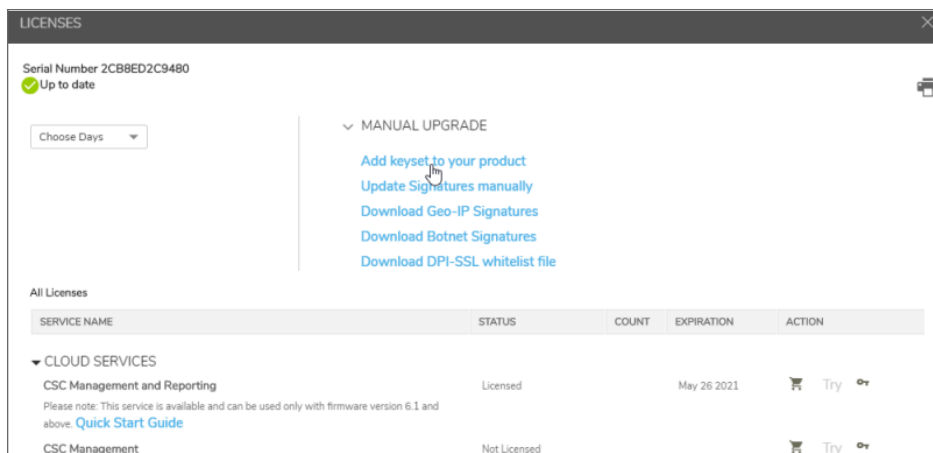 LICENSES
Serial Number 2CB8ED2C9480
Up to date
Choose Days
MANUAL UPGRADE
Add keyset to your product
Update Signatures manually
Download Geo-IP Signatures
Download Botnet Signatures
Download DPI-SSL whitelist file
All Licenses
SERVICE NAME STATUS COUNT EXPIRATION ACTION
CLOUD SERVICES
CSC Management and Reporting Licensed May 26 2021 Try
Please note: This service is available and can be used only with firmware version 6.1 and
above. Quick Start Guide
CSC Management Not Licensed Try